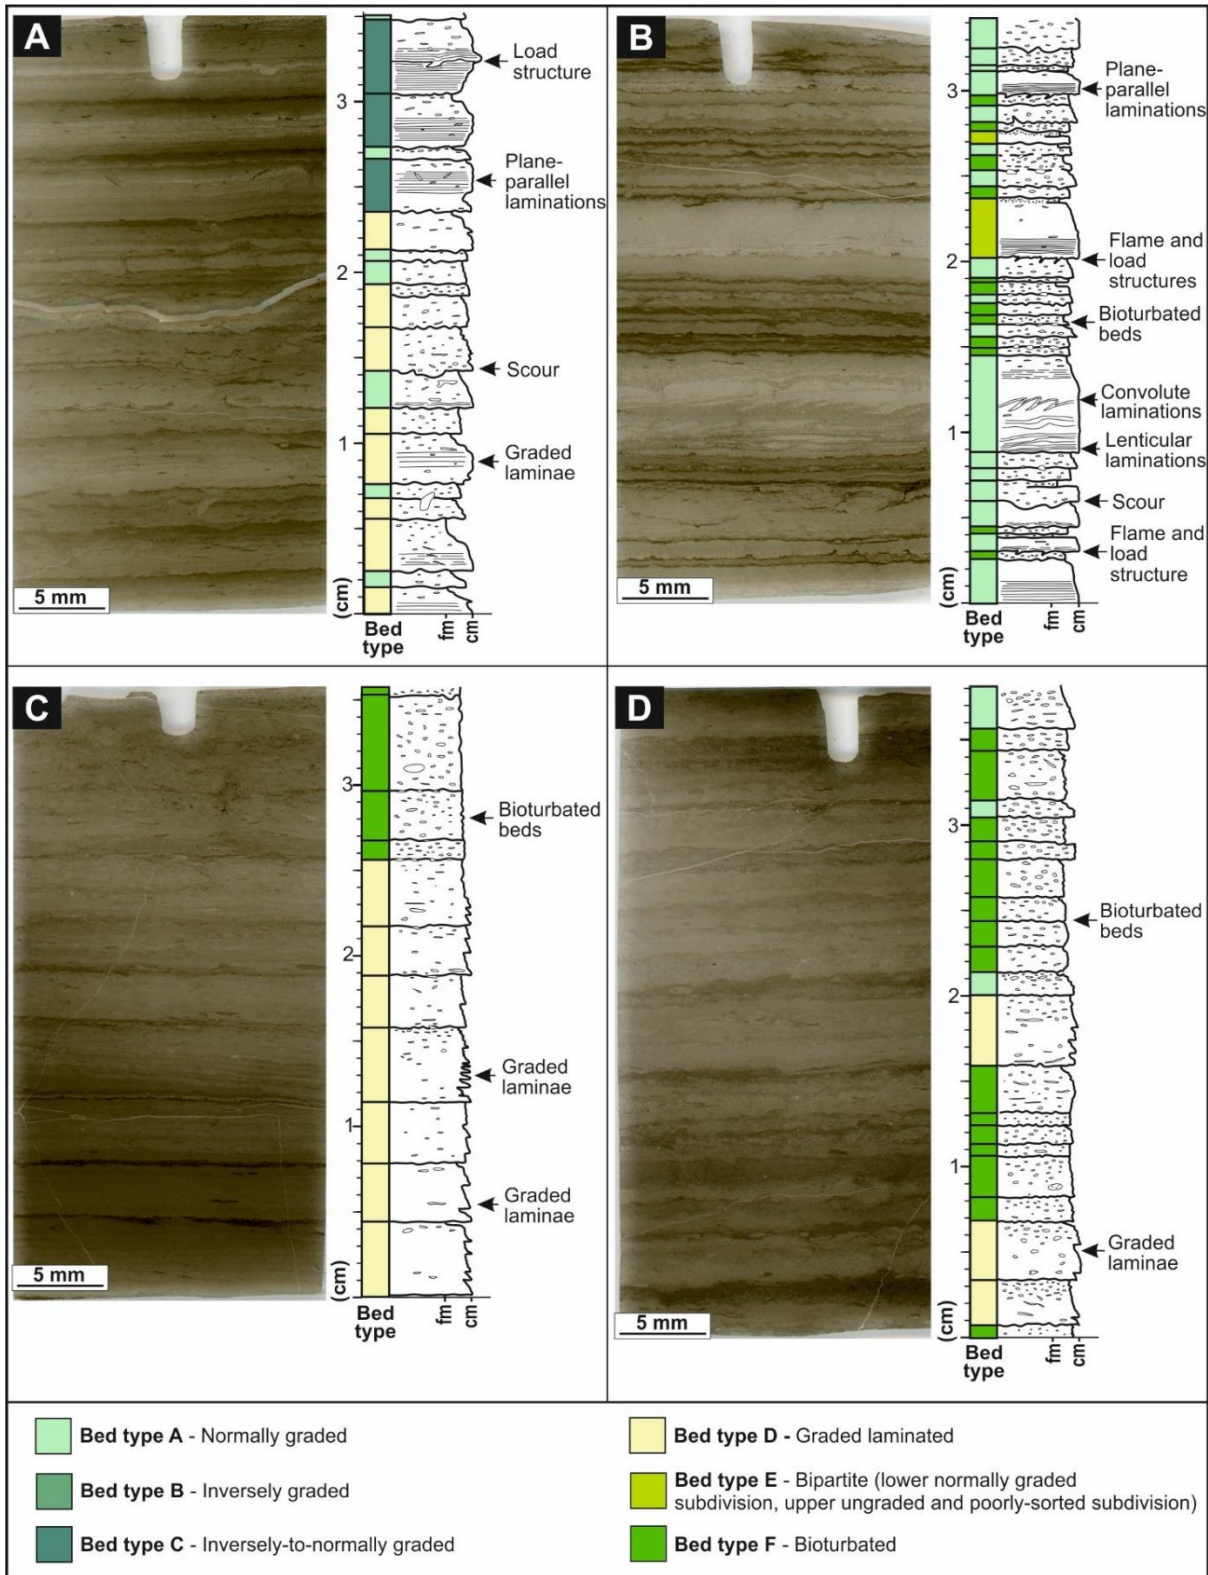 A
3
2
1
(cm)
5 mm
Bed
type
fm
cm
Load
structure
Plane-
parallel
laminations
Scour
Graded
laminae
B
3
2
1
(cm)
5 mm
Bed
type
fm
cm
Plane-
parallel
laminations
Flame and
load
structures
Bioturbated
beds
Convolute
laminations
Lenticular
laminations
Scour
Flame and
load
structure
C
3
2
1
(cm)
5 mm
Bed
type
fm
cm
Bioturbated
beds
Graded
laminae
Graded
laminae
D
3
2
1
(cm)
5 mm
Bed
type
fm
cm
Bioturbated
beds
Graded
laminae
Bed type A - Normally graded
Bed type B - Inversely graded
Bed type C - Inversely-to-normally graded
Bed type D - Graded laminated
Bed type E - Bipartite (lower normally graded
subdivision, upper ungraded and poorly-sorted subdivision)
Bed type F - Bioturbated